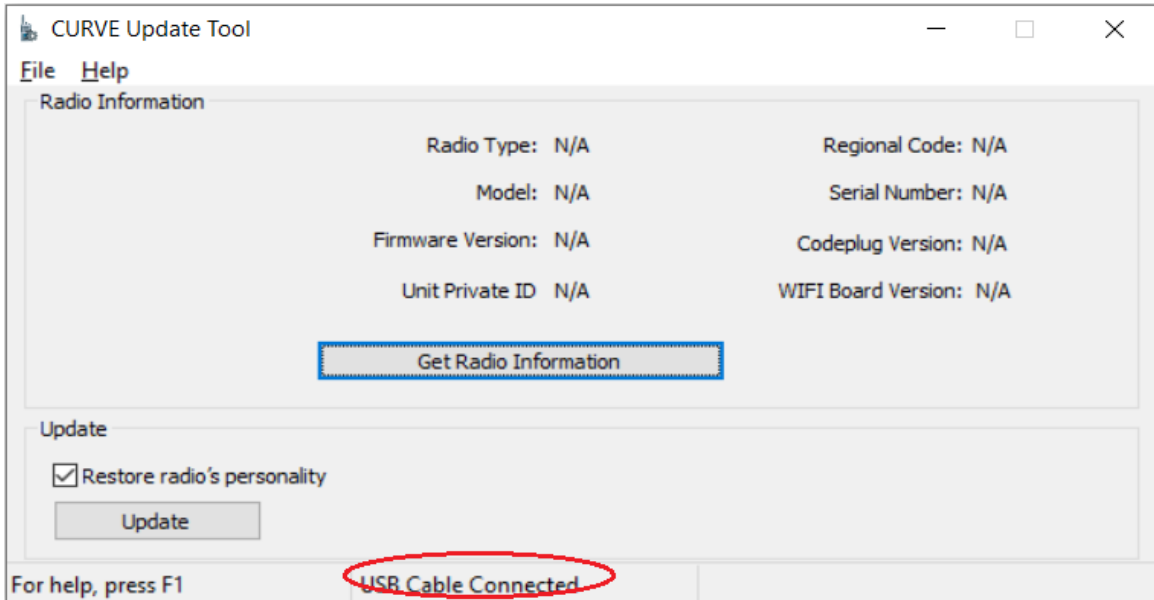 CURVE Update Tool
File Help
Radio Information
Radio Type: N/A Regional Code: N/A
Model: N/A Serial Number: N/A
Firmware Version: N/A Codeplug Version: N/A
Unit Private ID N/A WIFI Board Version: N/A
Get Radio Information
Update
Restore radio's personality
Update
For help, press F1 USB Cable Connected